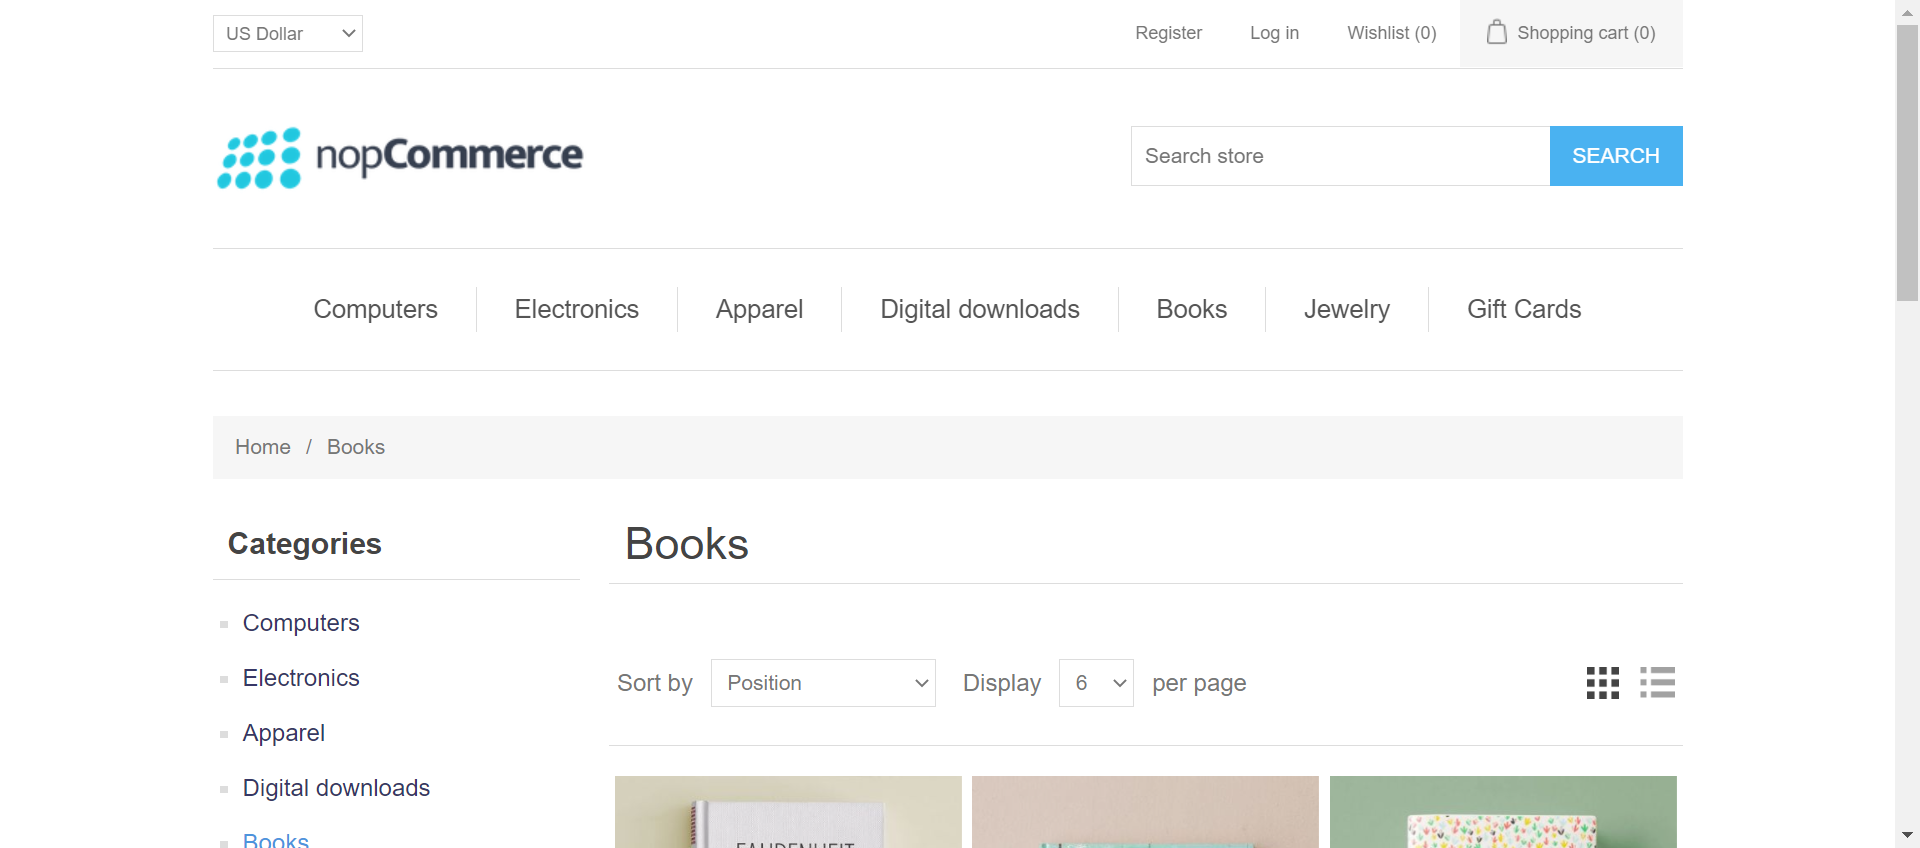 US Dollar
Register
Log in
Wishlist (0)
Shopping cart (0)
nopCommerce
Search store
SEARCH
Computers
Electronics
Apparel
Digital downloads
Books
Jewelry
Gift Cards
Home / Books
Categories
Computers
Electronics
Apparel
Digital downloads
Books
Books
Sort by Position Display 6 per page
FAHRENHEIT